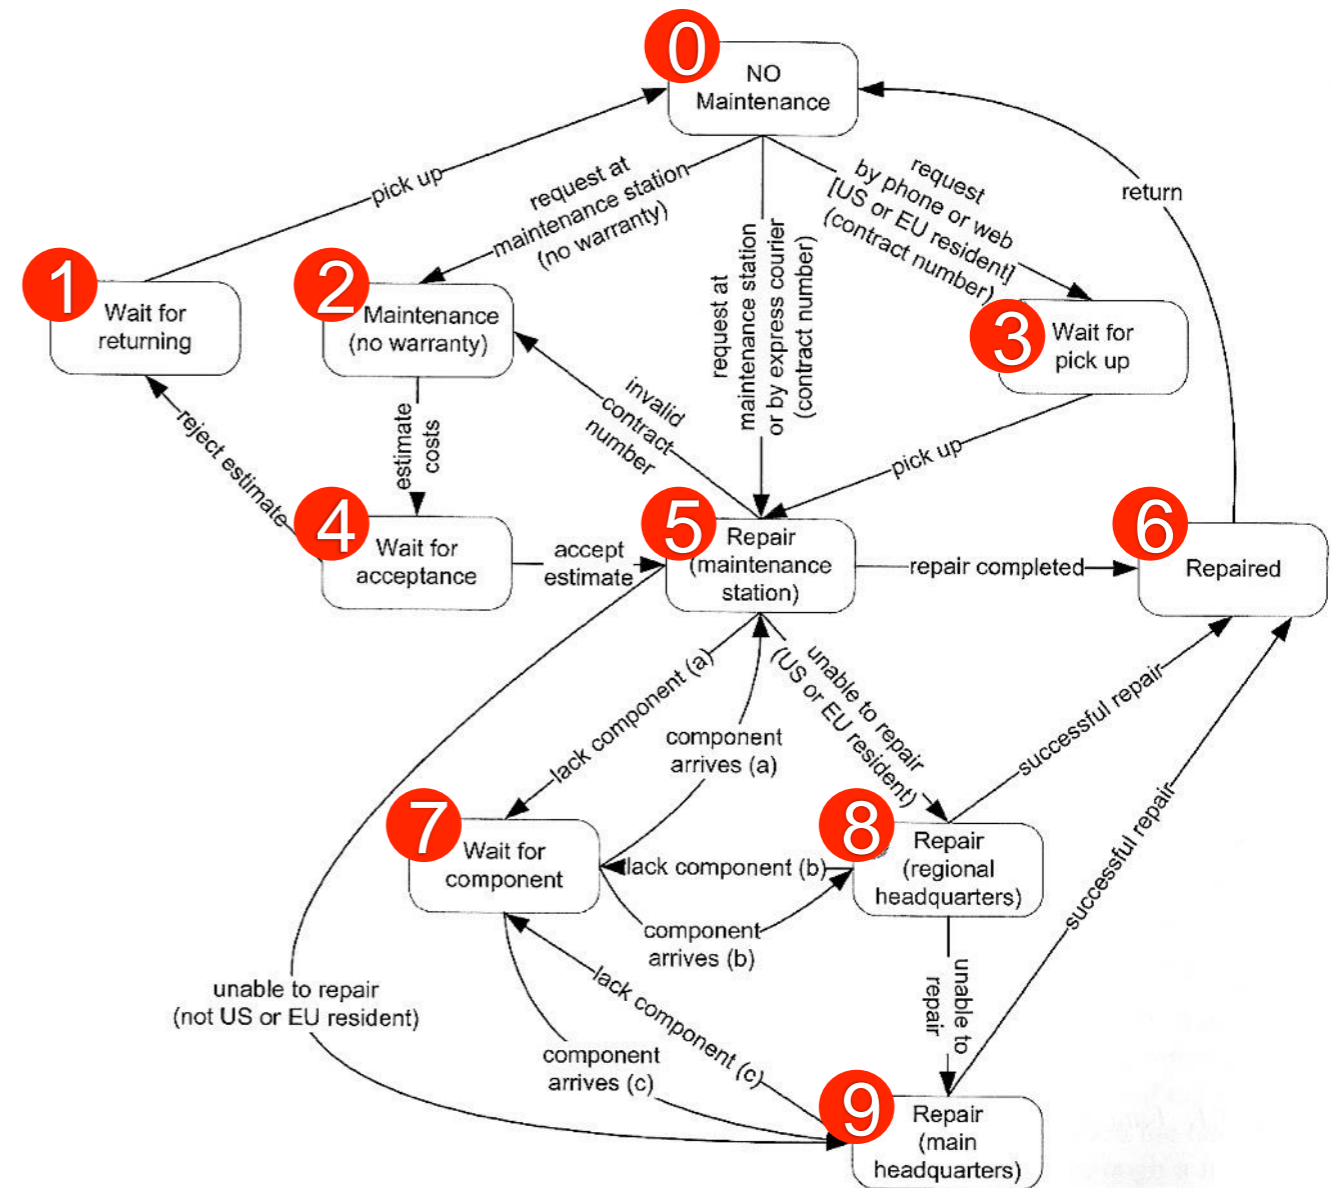 0
NO
Maintenance
pick up
request at
maintenance station
(no warranty)
request at
maintenance station
or by express courier
(contract number)
request
by phone or web
[US or EU resident]
(contract number)
return
1
Wait for
returning
2
Maintenance
(no warranty)
3
Wait for
pick up
reject estimate
estimate
costs
invalid
contract
number
pick up
4
Wait for
acceptance
accept
estimate
5
Repair
(maintenance
station)
repair completed
6
Repaired
lack component (a)
component
arrives (a)
unable to repair
(US or EU resident)
successful repair
successful repair
7
Wait for
component
lack component (b)
component
arrives (b)
8
Repair
(regional
headquarters)
unable to repair
(not US or EU resident)
component
arrives (c)
lack component (c)
unable to
repair
9
Repair
(main
headquarters)